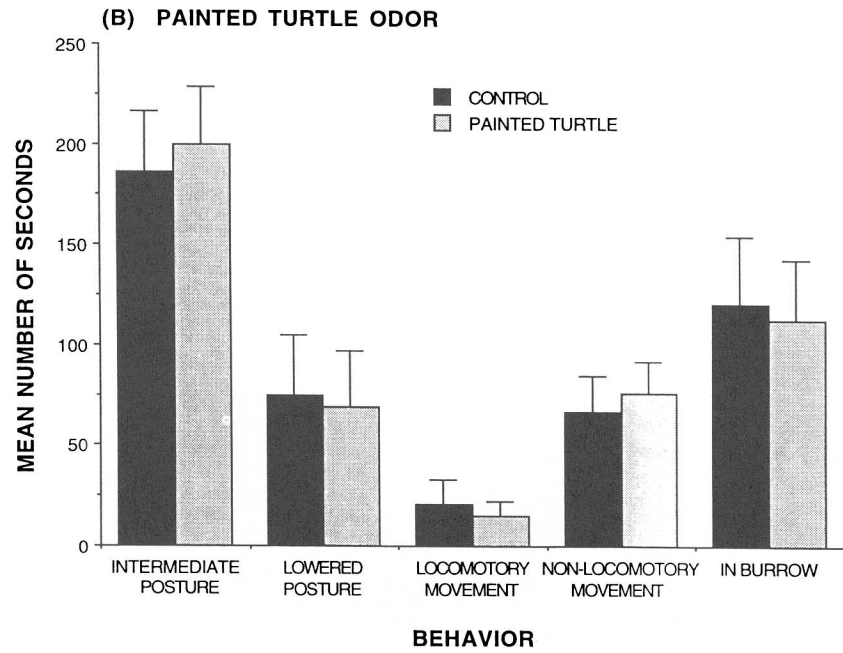 (B) PAINTED TURTLE ODOR
250
200
150
100
50
0
MEAN NUMBER OF SECONDS
CONTROL
PAINTED TURTLE
INTERMEDIATE
POSTURE
LOWERED
POSTURE
LOCOMOTORY
MOVEMENT
NON-LOCOMOTORY
MOVEMENT
IN BURROW
BEHAVIOR